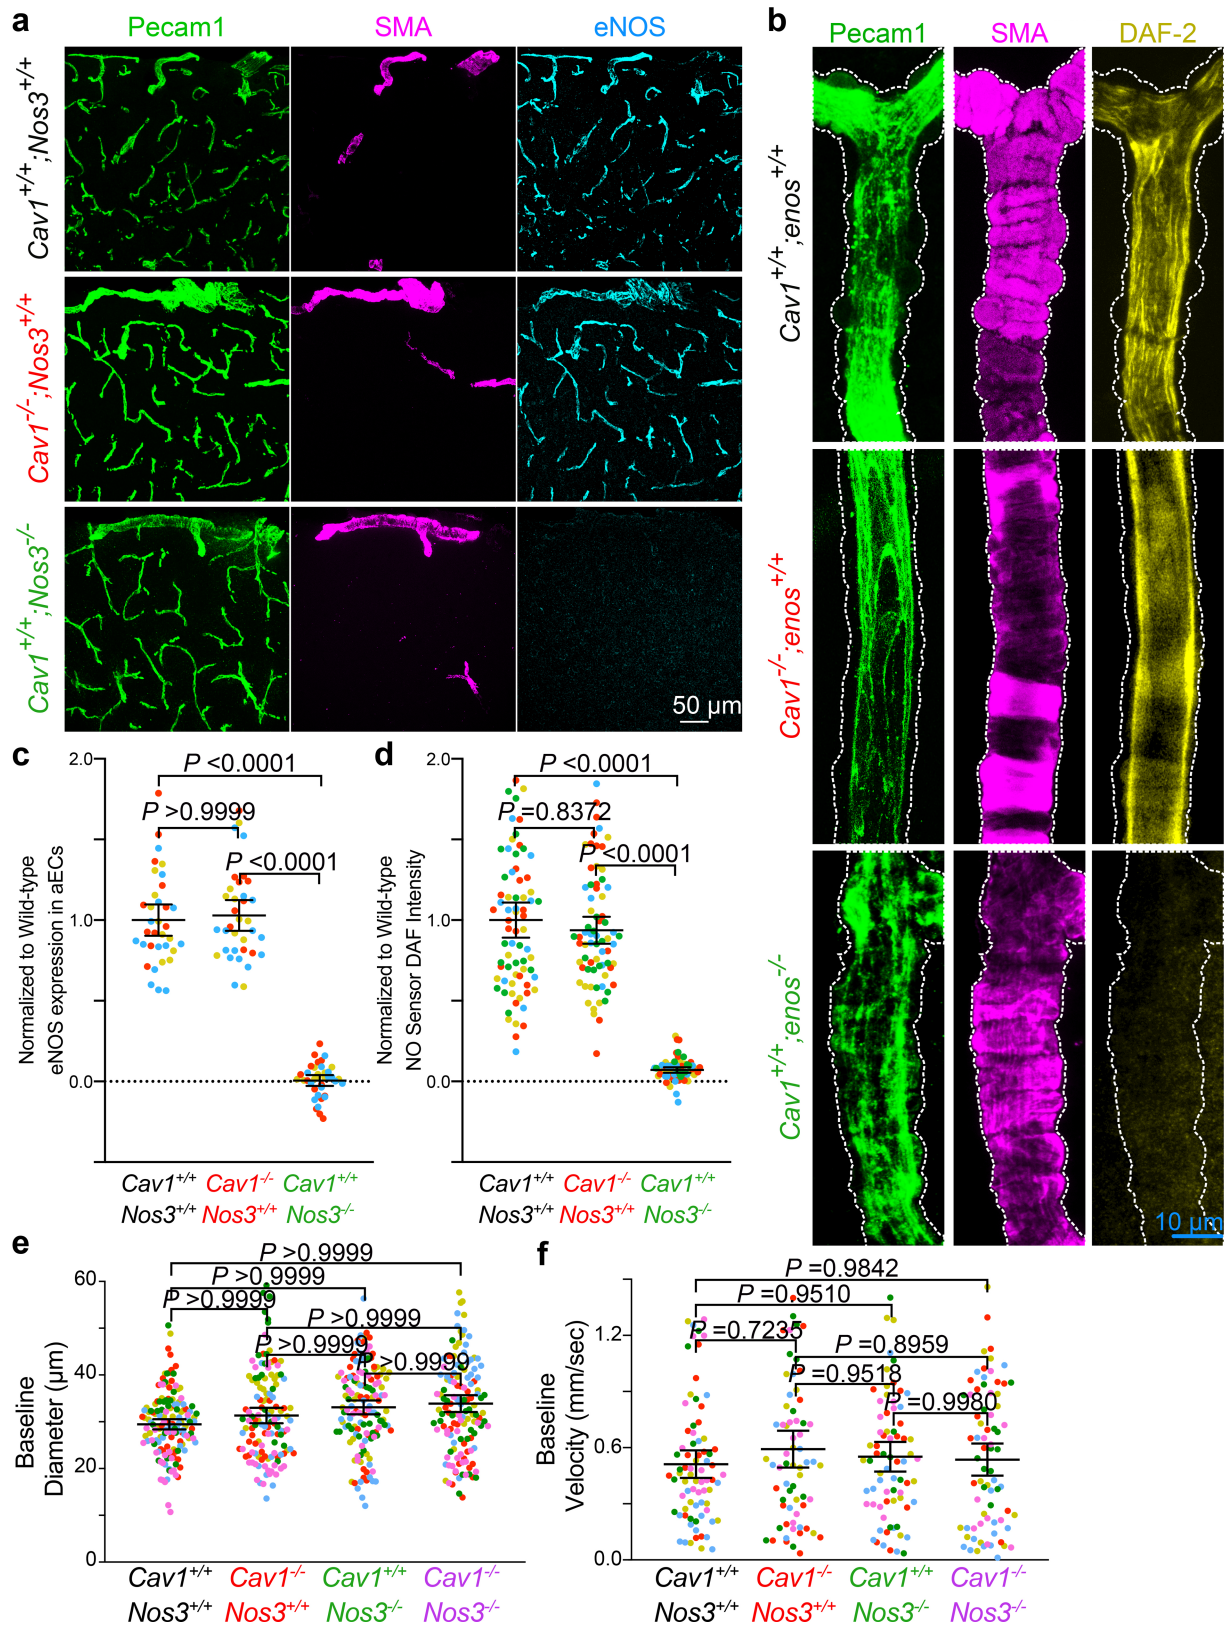 a
Pecam1 SMA eNOS
Cav1+/+;Nos3+/+
Cav1-/-;Nos3+/+
Cav1+/+;Nos3-/-
50 µm
b
Pecam1 SMA DAF-2
Cav1+/+;enos+/+
Cav1-/-;enos+/+
Cav1+/+;enos-/-
10 µm
c
Normalized to Wild-type
eNOS expression in aECs
2.0
1.0
0.0
P <0.0001
P >0.9999
P <0.0001
Cav1+/+ Cav1-/- Cav1+/+
Nos3+/+ Nos3+/+ Nos3-/-
d
Normalized to Wild-type
NO Sensor DAF Intensity
2.0
1.0
0.0
P <0.0001
P =0.8372
P <0.0001
Cav1+/+ Cav1-/- Cav1+/+
Nos3+/+ Nos3+/+ Nos3-/-
e
Baseline
Diameter (µm)
60
40
20
0
P >0.9999
P >0.9999
P >0.9999
P >0.9999
P >0.9999
P >0.9999
Cav1+/+ Cav1-/- Cav1+/+ Cav1-/-
Nos3+/+ Nos3+/+ Nos3-/- Nos3-/-
f
Baseline
Velocity (mm/sec)
1.2
0.6
0.0
P =0.9842
P =0.9510
P =0.7235
P =0.8959
P =0.9518
P =0.9980
Cav1+/+ Cav1-/- Cav1+/+ Cav1-/-
Nos3+/+ Nos3+/+ Nos3-/- Nos3-/-